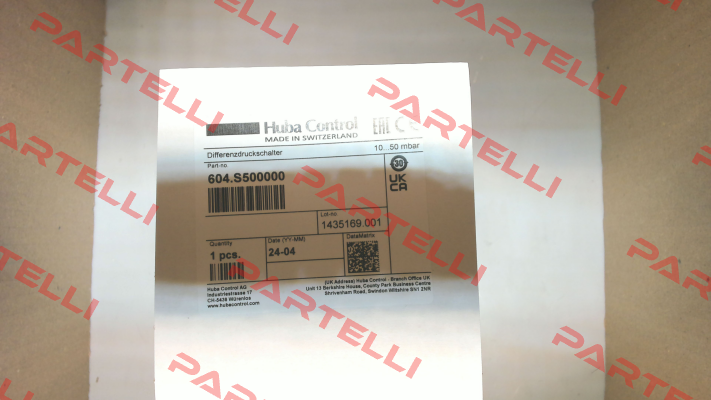 Huba Control
MADE IN SWITZERLAND
EAC CE
Differenzdruckschalter 10...50 mbar
Part-no.
604.S500000
UK
CA
Lot-no.
1435169.001
Quantity
1 pcs.
Date (YY-MM)
24-04
DataMatrix
Huba Control AG
Industriestrasse 17
CH-5436 Würenlos
www.hubacontrol.com
(UK Address) Huba Control - Branch Office UK
Unit 13 Berkshire House, County Park Business Centre
Shrivenham Road, Swindon Wiltshire SN1 2NR
PARTELLI
PARTELLI
PARTELLI
PARTELLI
PARTELLI
PARTELLI
PARTELLI
PARTELLI
PARTELLI